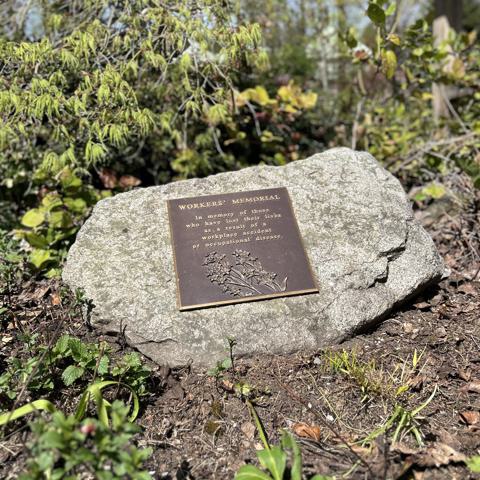 WORKERS' MEMORIAL
In memory of those
who have lost their lives
as a result of a
workplace accident
or occupational disease.